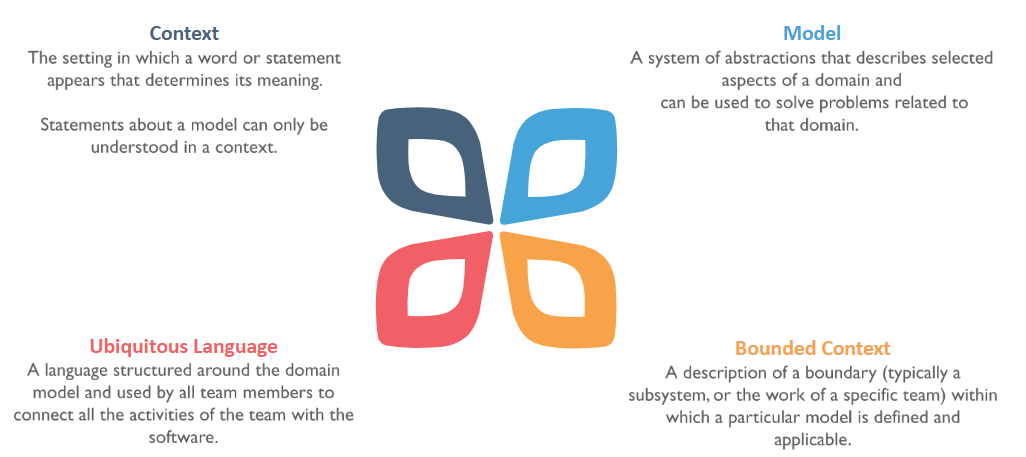 Context
The setting in which a word or statement
appears that determines its meaning.
Statements about a model can only be
understood in a context.
Model
A system of abstractions that describes selected
aspects of a domain and
can be used to solve problems related to
that domain.
Ubiquitous Language
A language structured around the domain
model and used by all team members to
connect all the activities of the team with the
software.
Bounded Context
A description of a boundary (typically a
subsystem, or the work of a specific team) within
which a particular model is defined and
applicable.